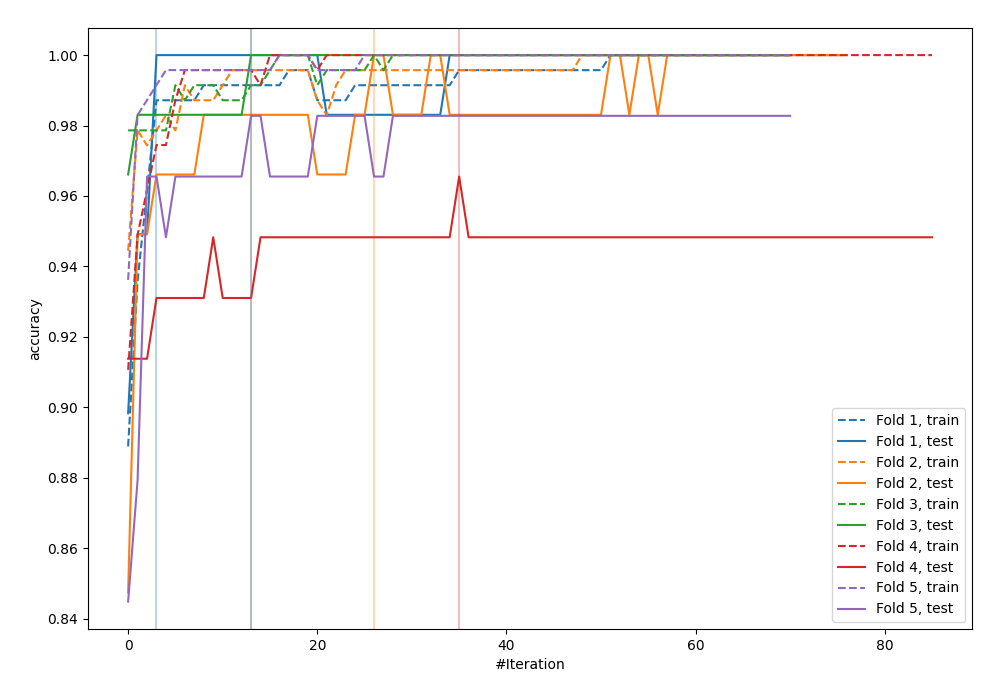 1.00
0.98
0.96
0.94
0.92
0.90
0.88
0.86
0.84
accuracy
0 20 40 60 80
#Iteration
Fold 1, train
Fold 1, test
Fold 2, train
Fold 2, test
Fold 3, train
Fold 3, test
Fold 4, train
Fold 4, test
Fold 5, train
Fold 5, test